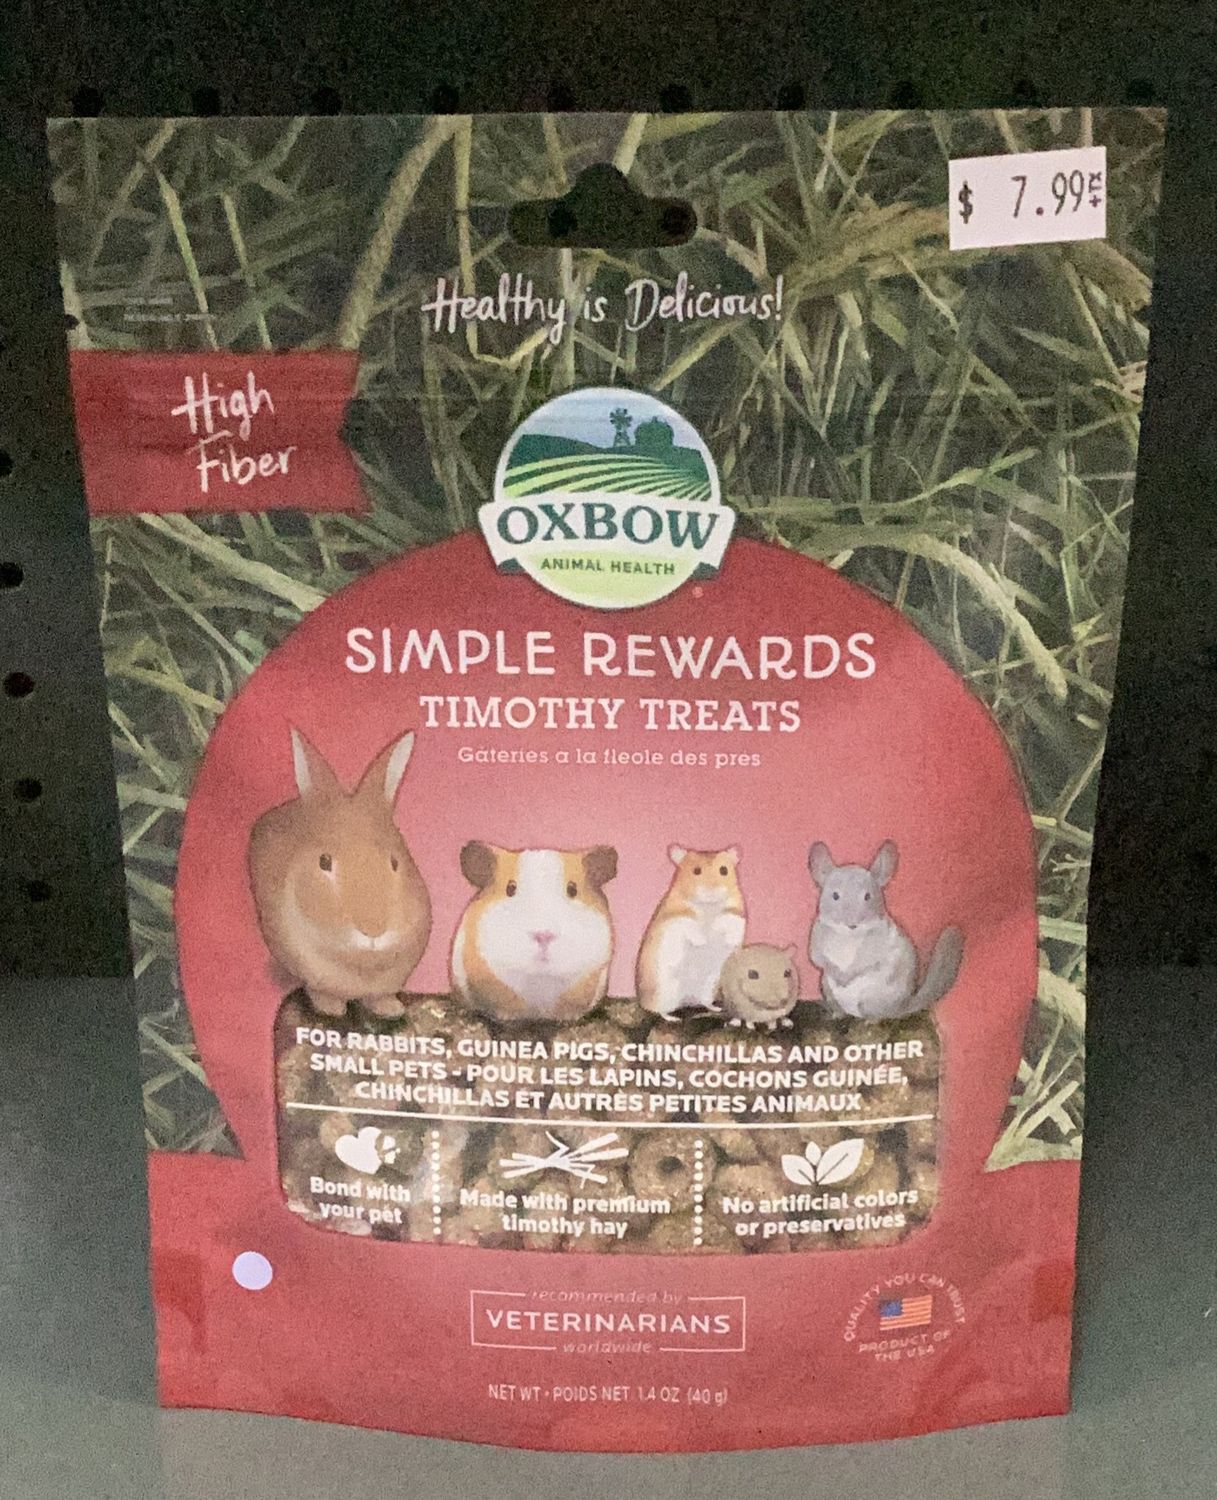 $ 7.99
Healthy is Delicious!
High
Fiber
OXBOW
ANIMAL HEALTH
SIMPLE REWARDS
TIMOTHY TREATS
Gâteries à la fléole des prés
FOR RABBITS, GUINEA PIGS, CHINCHILLAS AND OTHER
SMALL PETS - POUR LES LAPINS, COCHONS GUINÉE,
CHINCHILLAS ET AUTRES PETITES ANIMAUX
Bond with
your pet
Made with premium
timothy hay
No artificial colors
or preservatives
recommended by
VETERINARIANS
worldwide
QUALITY YOU CAN TRUST
PRODUCT OF
THE USA
NET WT • POIDS NET 1.4 OZ (40 g)